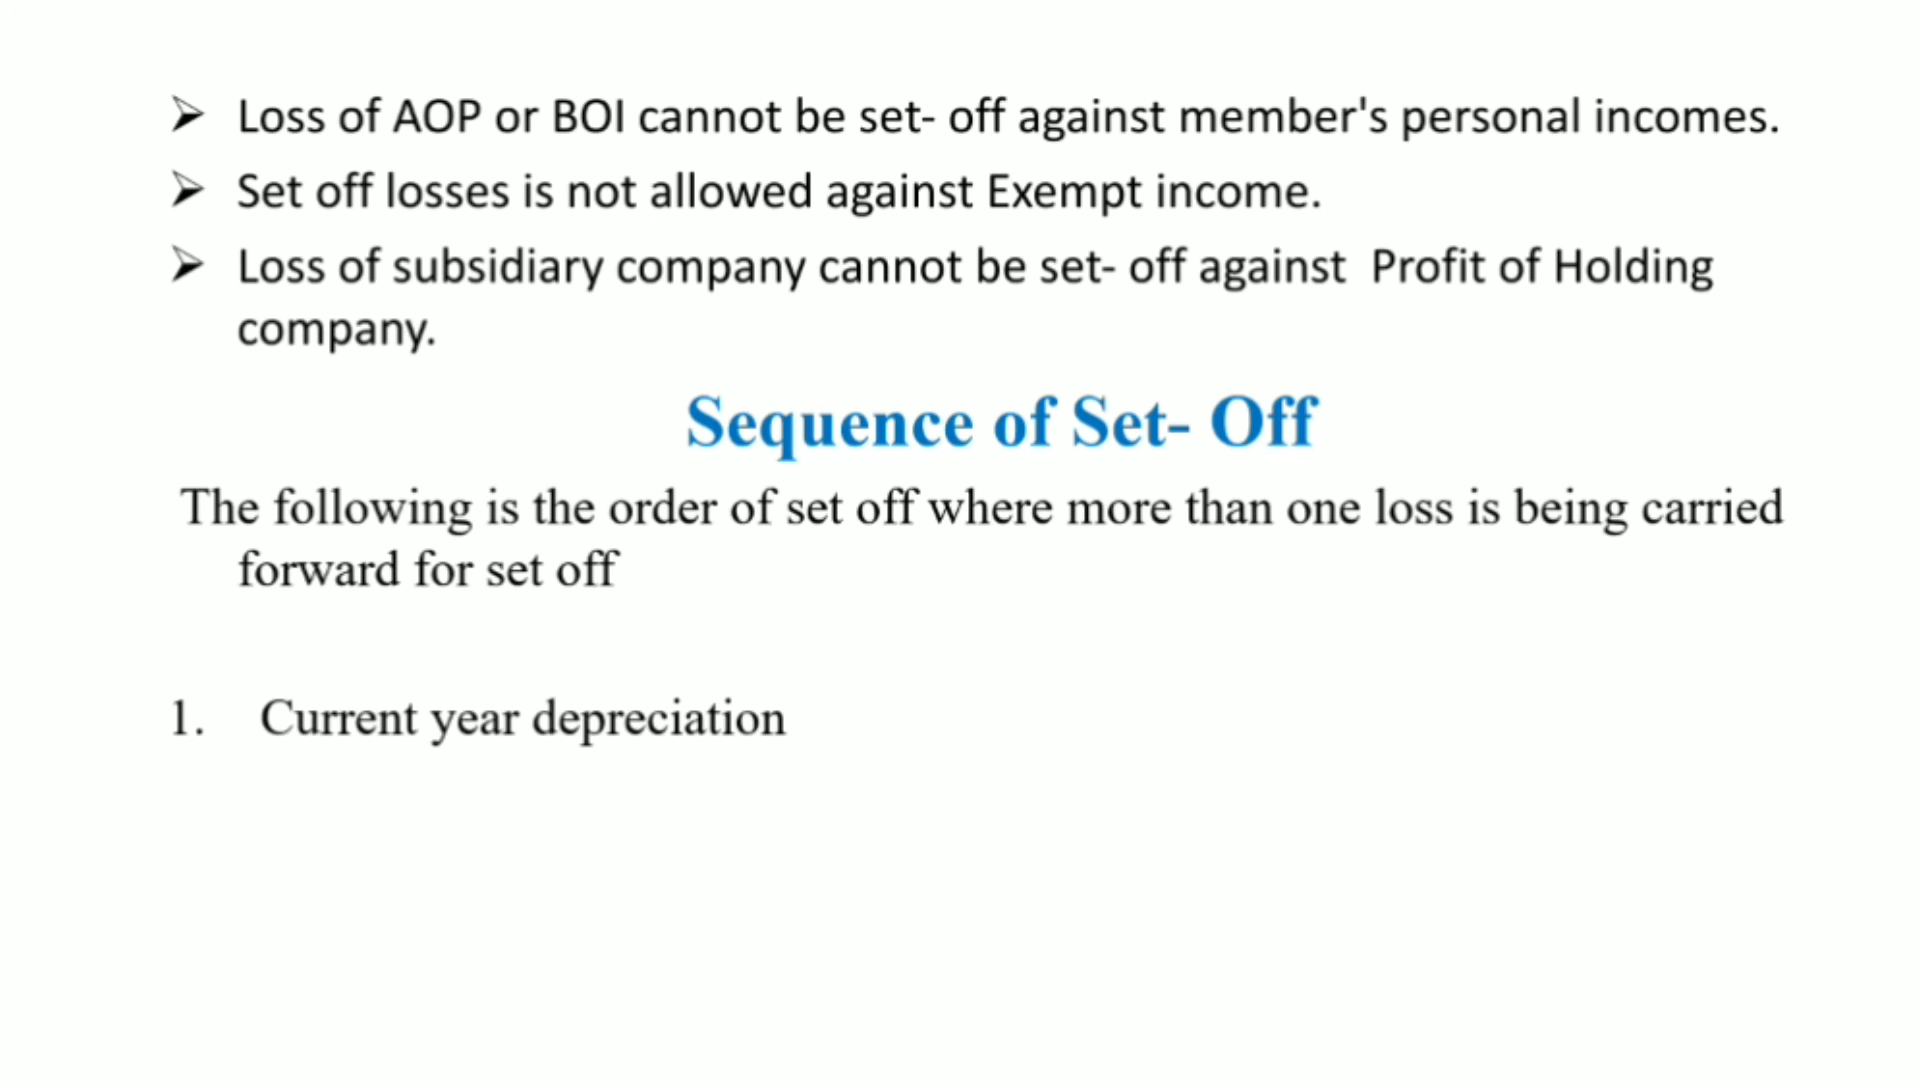 ➢ Loss of AOP or BOI cannot be set- off against member's personal incomes.
➢ Set off losses is not allowed against Exempt income.
➢ Loss of subsidiary company cannot be set- off against  Profit of Holding
company.
Sequence of Set- Off
The following is the order of set off where more than one loss is being carried
forward for set off
1. Current year depreciation